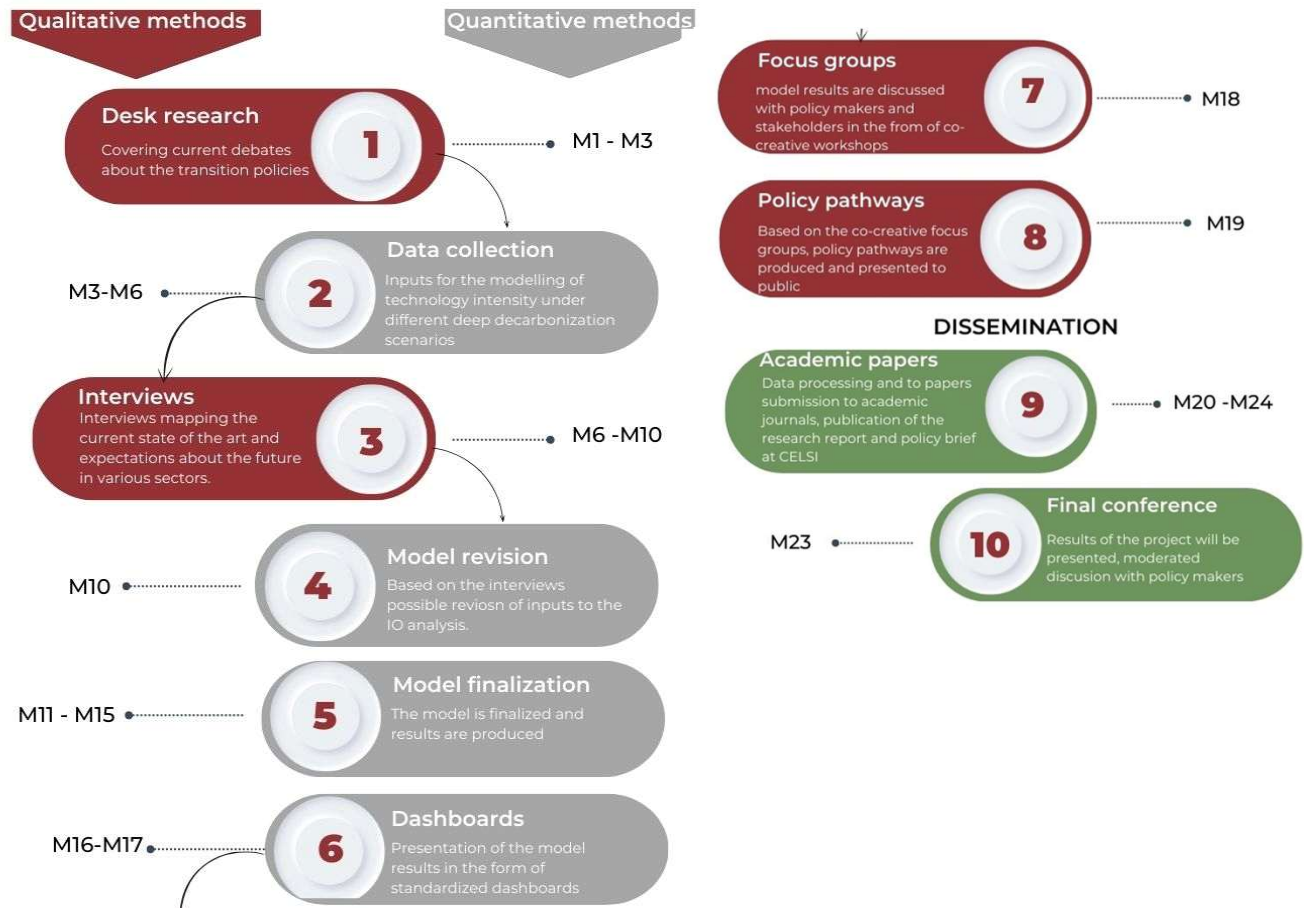 Qualitative methods
Quantitative methods
Desk research
Covering current debates
about the transition policies
1
M1 - M3
Data collection
Inputs for the modelling of
technology intensity under
different deep decarbonization
scenarios
2
M3-M6
Interviews
Interviews mapping the
current state of the art and
expectations about the future
in various sectors.
3
M6 -M10
Model revision
Based on the interviews
possible reviosn of inputs to the
IO analysis.
4
M10
Model finalization
The model is finalized and
results are produced
5
M11 - M15
Dashboards
Presentation of the model
results in the form of
standardized dashboards
6
M16-M17
Focus groups
model results are discussed
with policy makers and
stakeholders in the from of co-
creative workshops
7
M18
Policy pathways
Based on the co-creative focus
groups, policy pathways are
produced and presented to
public
8
M19
DISSEMINATION
Academic papers
Data processing and to papers
submission to academic
journals, publication of the
research report and policy brief
at CELSI
9
M20 -M24
Final conference
Results of the project will be
presented, moderated
discusion with policy makers
10
M23